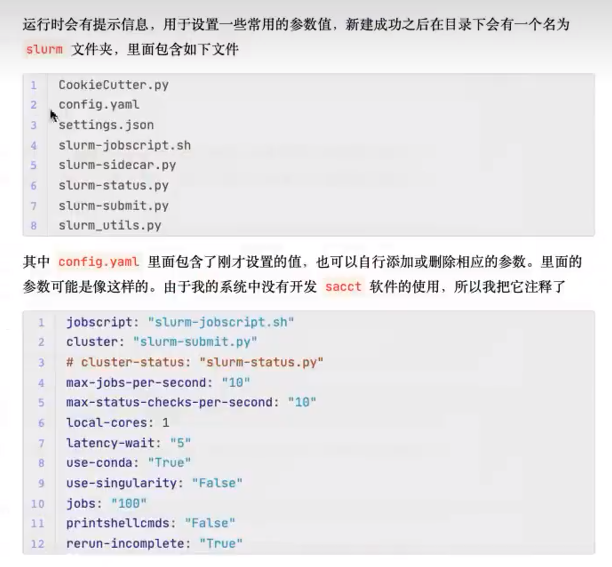 运行时会有提示信息，用于设置一些常用的参数值，新建成功之后在目录下会有一个名为
slurm 文件夹，里面包含如下文件
1 CookieCutter.py
2 config.yaml
3 settings.json
4 slurm-jobscript.sh
5 slurm-sidecar.py
6 slurm-status.py
7 slurm-submit.py
8 slurm_utils.py
其中 config.yaml 里面包含了刚才设置的值，也可以自行添加或删除相应的参数。里面的
参数可能是像这样的。由于我的系统中没有开发 sacct 软件的使用，所以我把它注释了
1 jobscript: "slurm-jobscript.sh"
2 cluster: "slurm-submit.py"
3 # cluster-status: "slurm-status.py"
4 max-jobs-per-second: "10"
5 max-status-checks-per-second: "10"
6 local-cores: 1
7 latency-wait: "5"
8 use-conda: "True"
9 use-singularity: "False"
10 jobs: "100"
11 printshellcmds: "False"
12 rerun-incomplete: "True"